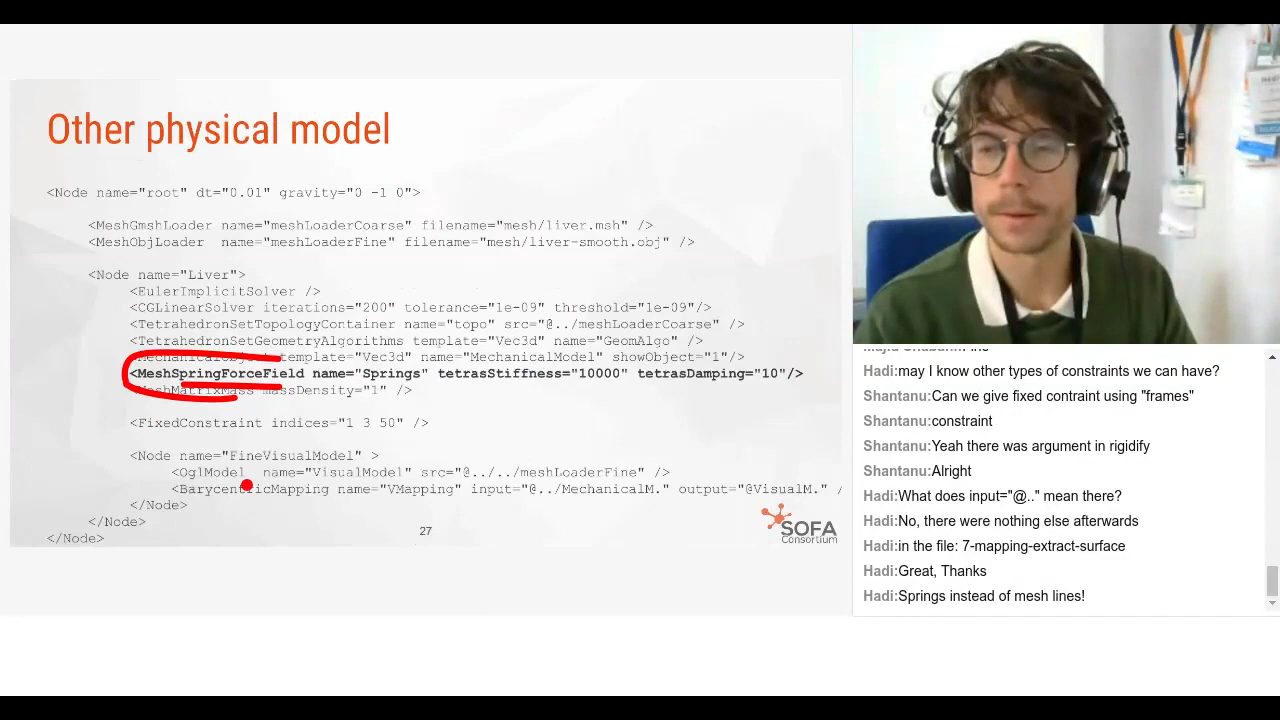 Other physical model
<Node name="root" dt="0.01" gravity="0 -1 0">
<MeshGmshLoader name="meshLoaderCoarse" filename="mesh/liver.msh" />
<MeshObjLoader name="meshLoaderFine" filename="mesh/liver-smooth.obj" />
<Node name="Liver">
<EulerImplicitSolver />
<CGLinearSolver iterations="200" tolerance="1e-09" threshold="1e-09"/>
<TetrahedronSetTopologyContainer name="topo" src="@../meshLoaderCoarse" />
<TetrahedronSetGeometryAlgorithms template="Vec3d" name="GeomAlgo" />
<MechanicalObject template="Vec3d" name="MechanicalModel" showObject="1"/>
<MeshSpringForceField name="Springs" tetrasStiffness="10000" tetrasDamping="10"/>
<MeshMatrixMass massDensity="1" />
<FixedConstraint indices="1 3 50" />
<Node name="FineVisualModel" >
<OglModel name="VisualModel" src="@../../meshLoaderFine" />
<BarycentricMapping name="VMapping" input="@../MechanicalM." output="@VisualM." /
</Node>
</Node>
</Node>
27
SOFA
Consortium
Hadi:may I know other types of constraints we can have?
Shantanu:Can we give fixed contraint using "frames"
Shantanu:constraint
Shantanu:Yeah there was argument in rigidify
Shantanu:Alright
Hadi:What does input="@.." mean there?
Hadi:No, there were nothing else afterwards
Hadi:in the file: 7-mapping-extract-surface
Hadi:Great, Thanks
Hadi:Springs instead of mesh lines!